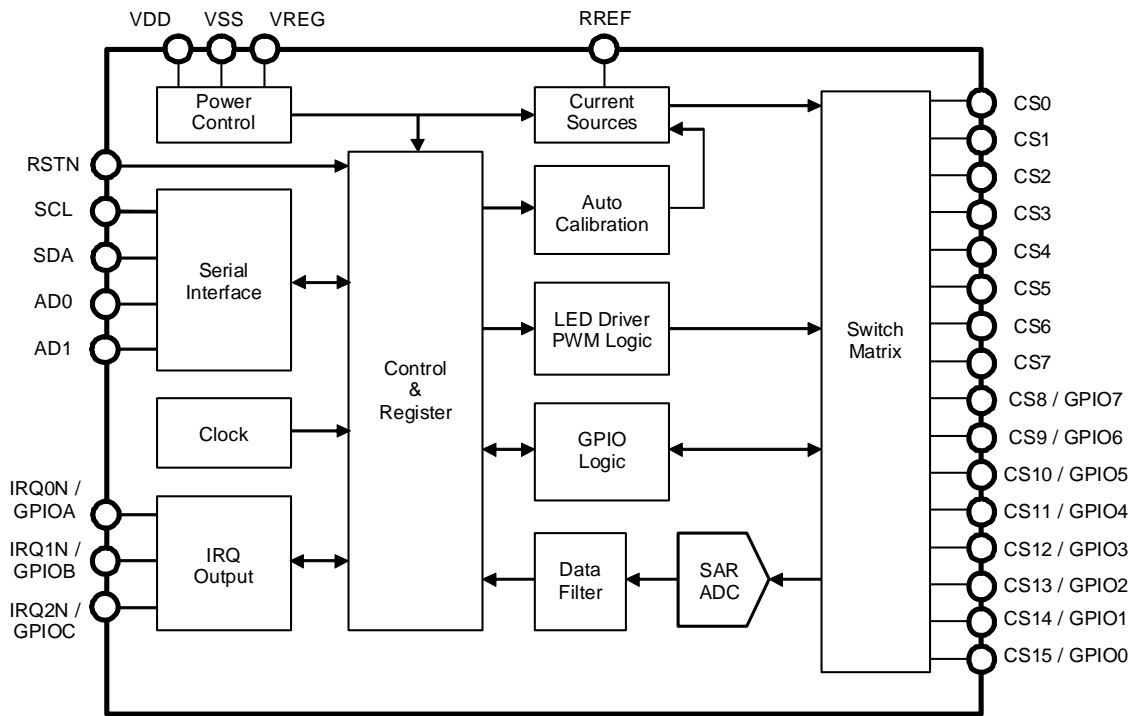 VDD
VSS
VREG
RREF
Power
Control
Current
Sources
CS0
CS1
CS2
CS3
CS4
CS5
CS6
CS7
CS8 / GPIO7
CS9 / GPIO6
CS10 / GPIO5
CS11 / GPIO4
CS12 / GPIO3
CS13 / GPIO2
CS14 / GPIO1
CS15 / GPIO0
RSTN
SCL
SDA
AD0
AD1
Serial
Interface
Auto
Calibration
LED Driver
PWM Logic
Switch
Matrix
Control
&
Register
Clock
GPIO
Logic
IRQ0N /
GPIOA
IRQ1N /
GPIOB
IRQ2N /
GPIOC
IRQ
Output
Data
Filter
SAR
ADC